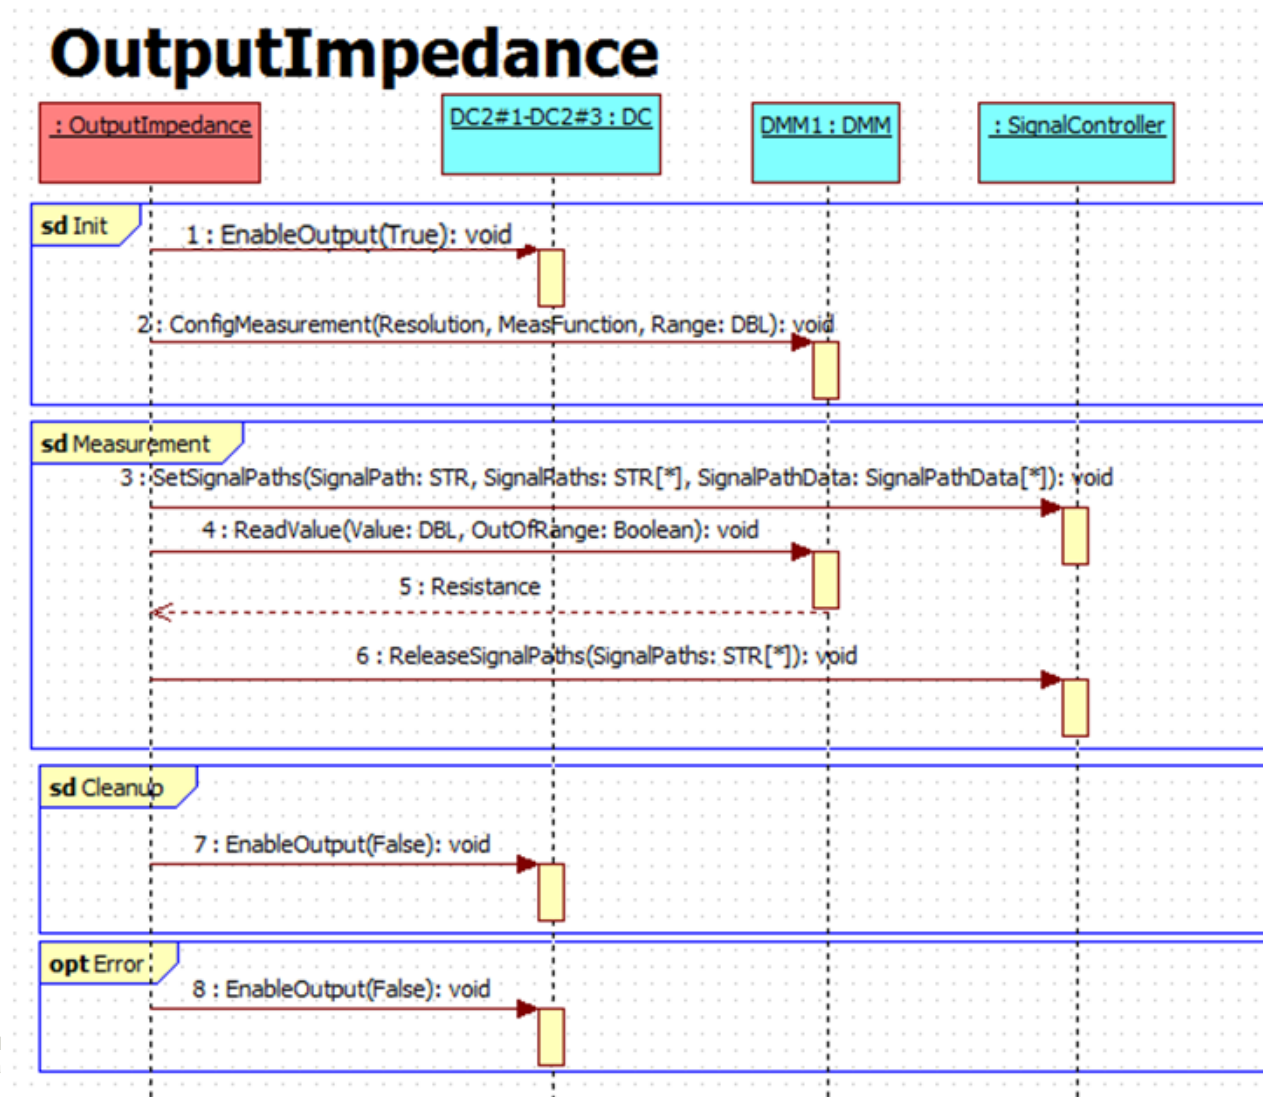 OutputImpedance
: OutputImpedance
DC2#1-DC2#3 : DC
DMM1 : DMM
: SignalController
sd Init
1 : EnableOutput(True): void
2 : ConfigMeasurement(Resolution, MeasFunction, Range: DBL): void
sd Measurement
3 : SetSignalPaths(SignalPath: STR, SignalPaths: STR[*], SignalPathData: SignalPathData[*]): void
4 : ReadValue(Value: DBL, OutOfRange: Boolean): void
5 : Resistance
6 : ReleaseSignalPaths(SignalPaths: STR[*]): void
sd Cleanup
7 : EnableOutput(False): void
opt Error
8 : EnableOutput(False): void